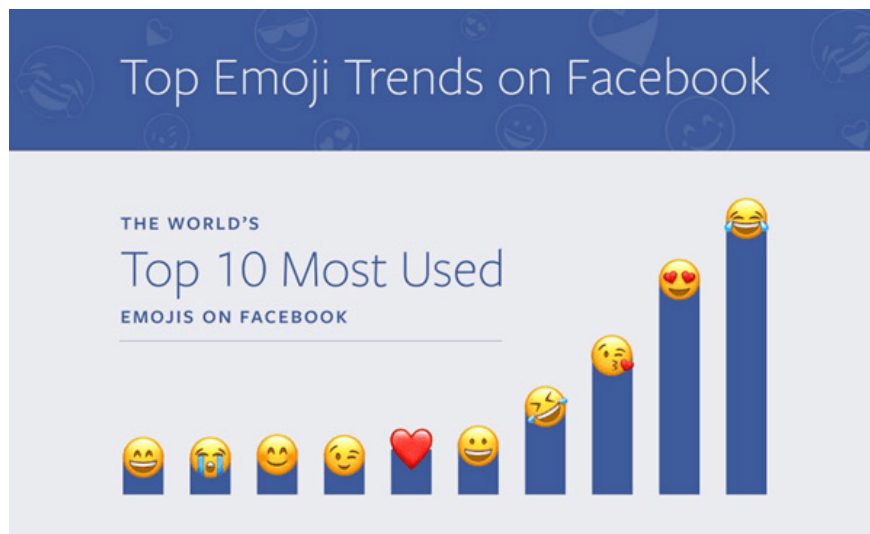 Top Emoji Trends on Facebook
THE WORLD'S
Top 10 Most Used
EMOJIS ON FACEBOOK